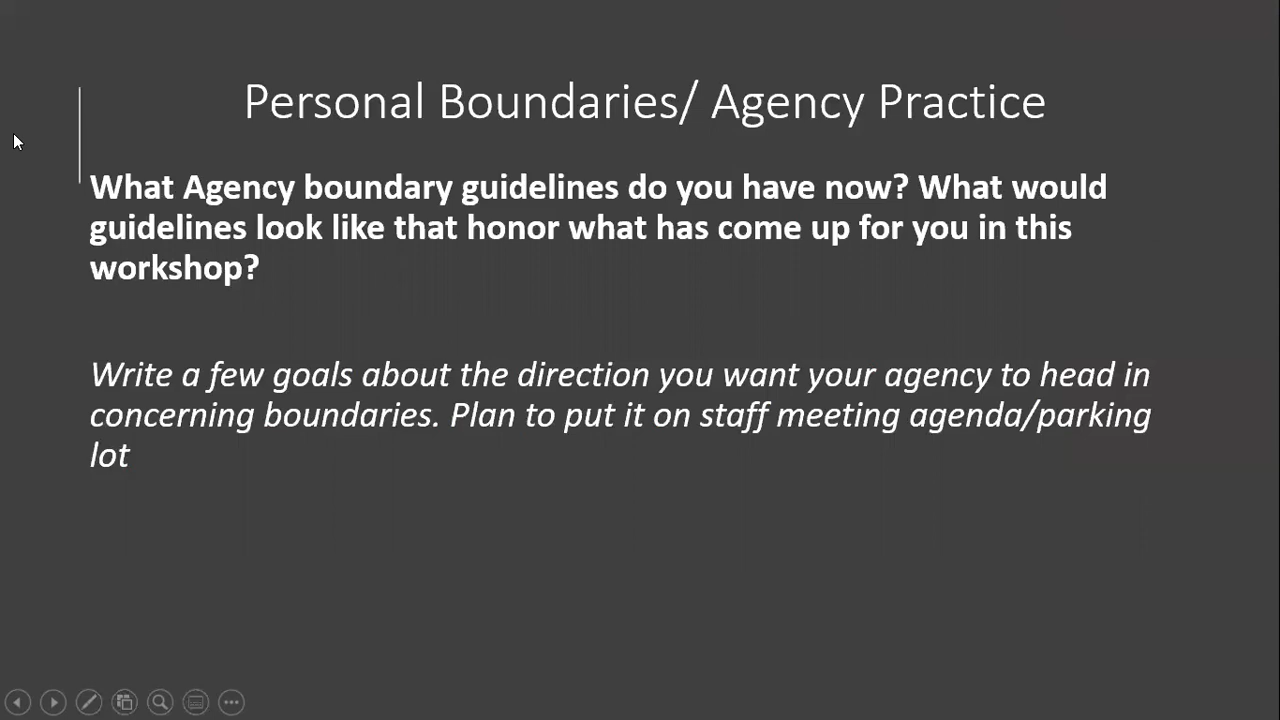 Personal Boundaries/ Agency Practice
What Agency boundary guidelines do you have now? What would
guidelines look like that honor what has come up for you in this
workshop?
Write a few goals about the direction you want your agency to head in
concerning boundaries. Plan to put it on staff meeting agenda/parking
lot